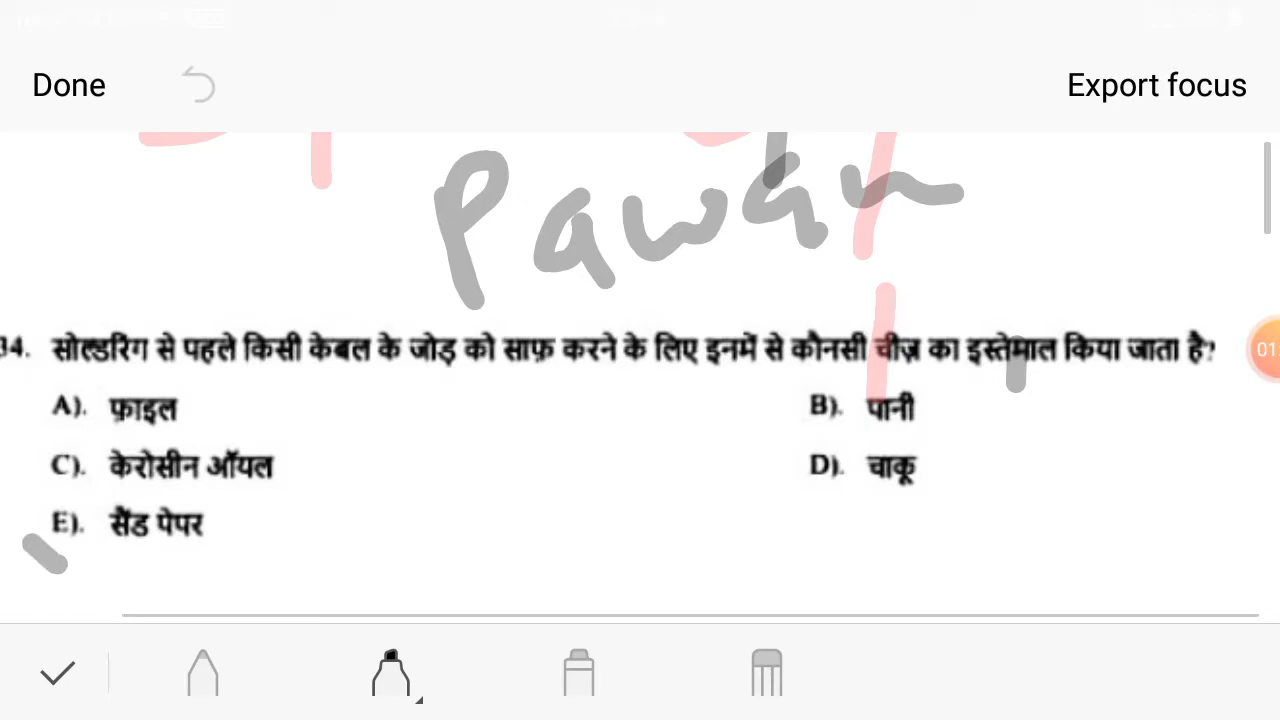 Done
Export focus
Pawan
34. सोल्डरिंग से पहले किसी केबल के जोड़ को साफ़ करने के लिए इनमें से कौनसी चीज़ का इस्तेमाल किया जाता है?
A). फ़ाइल
B). पानी
C). केरोसीन ऑयल
D). चाकू
E). सैंड पेपर